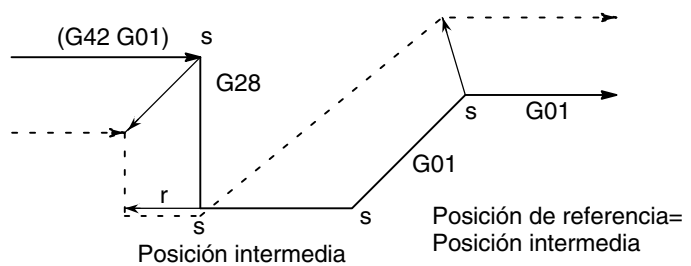 (G42 G01)
s
G28
s
G01
G01
r
s
s
Posición intermedia
Posición de referencia=
Posición intermedia